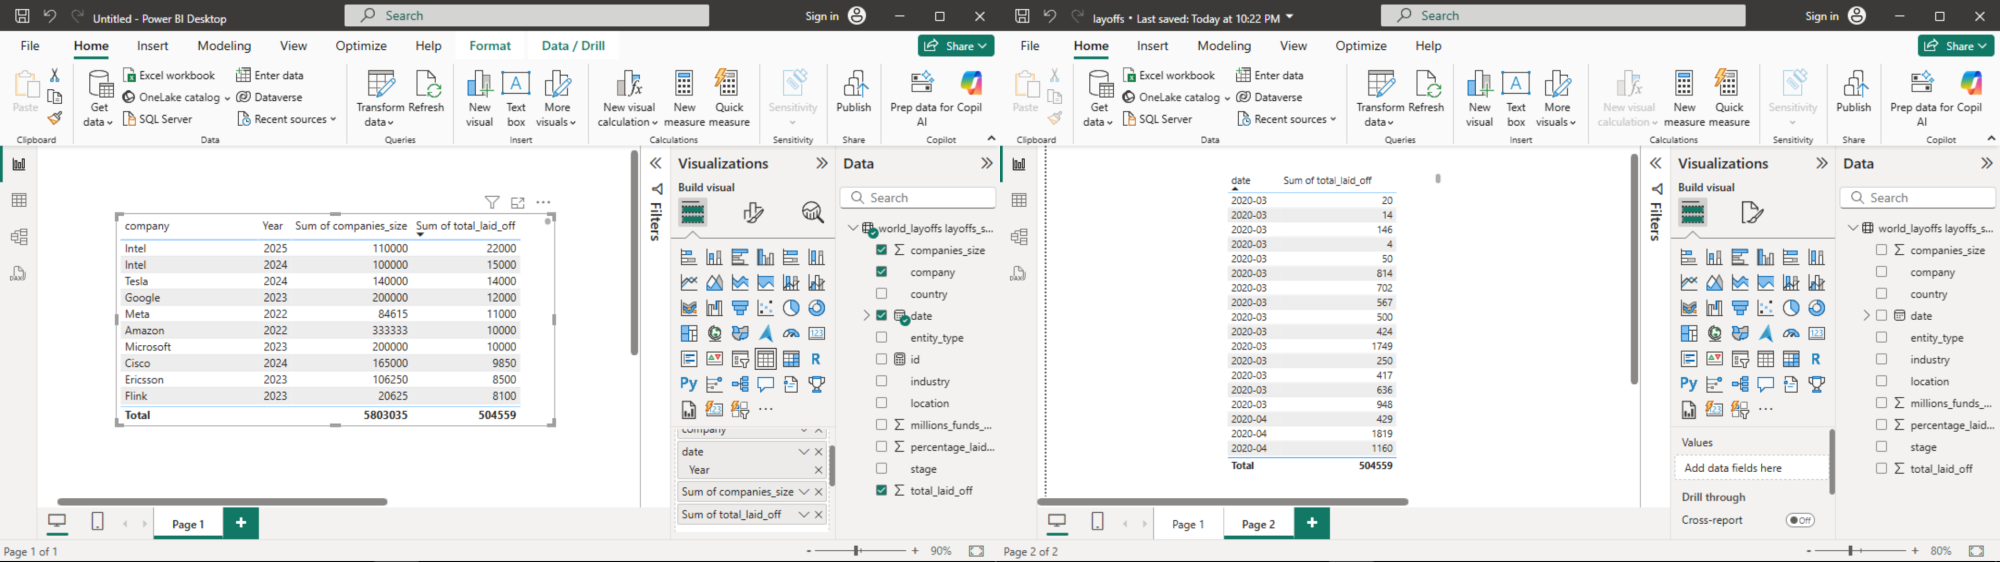 Untitled - Power BI Desktop
Search
Sign in
File Home Insert Modeling View Optimize Help Format Data / Drill Share
Paste
Get data
Excel workbook
OneLake catalog
SQL Server
Enter data
Dataverse
Recent sources
Transform data
Refresh
New visual
Text box
More visuals
New visual calculation
New measure
Quick measure
Sensitivity
Publish
Prep data for AI
Copil
Clipboard Data Queries Insert Calculations Sensitivity Share Copilot
company Year Sum of companies_size Sum of total_laid_off
Intel 2025 110000 22000
Intel 2024 100000 15000
Tesla 2024 140000 14000
Google 2023 200000 12000
Meta 2022 84615 11000
Amazon 2022 333333 10000
Microsoft 2023 200000 10000
Cisco 2024 165000 9850
Ericsson 2023 106250 8500
Flink 2023 20625 8100
Total 5803035 504559
Filters
Visualizations
Build visual
R
Py
123
...
company
date
Year
Sum of companies_size
Sum of total_laid_off
Data
Search
world_layoffs layoffs_s...
companies_size
company
country
date
entity_type
id
industry
location
millions_funds_...
percentage_laid...
stage
total_laid_off
Page 1
Page 1 of 1
90%
layoffs • Last saved: Today at 10:22 PM
Search
Sign in
File Home Insert Modeling View Optimize Help Share
Paste
Get data
Excel workbook
OneLake catalog
SQL Server
Enter data
Dataverse
Recent sources
Transform data
Refresh
New visual
Text box
More visuals
New visual calculation
New measure
Quick measure
Sensitivity
Publish
Prep data for AI
Copil
Clipboard Data Queries Insert Calculations Sensitivity Share Copilot
date Sum of total_laid_off
2020-03 20
2020-03 14
2020-03 146
2020-03 4
2020-03 50
2020-03 814
2020-03 702
2020-03 567
2020-03 500
2020-03 424
2020-03 1749
2020-03 250
2020-03 417
2020-03 636
2020-03 948
2020-04 429
2020-04 1819
2020-04 1160
Total 504559
Filters
Visualizations
Build visual
R
Py
123
...
Values
Add data fields here
Drill through
Cross-report
Off
Data
Search
world_layoffs layoffs_s...
companies_size
company
country
date
entity_type
industry
location
millions_funds_...
percentage_laid...
stage
total_laid_off
Page 1
Page 2
Page 2 of 2
80%